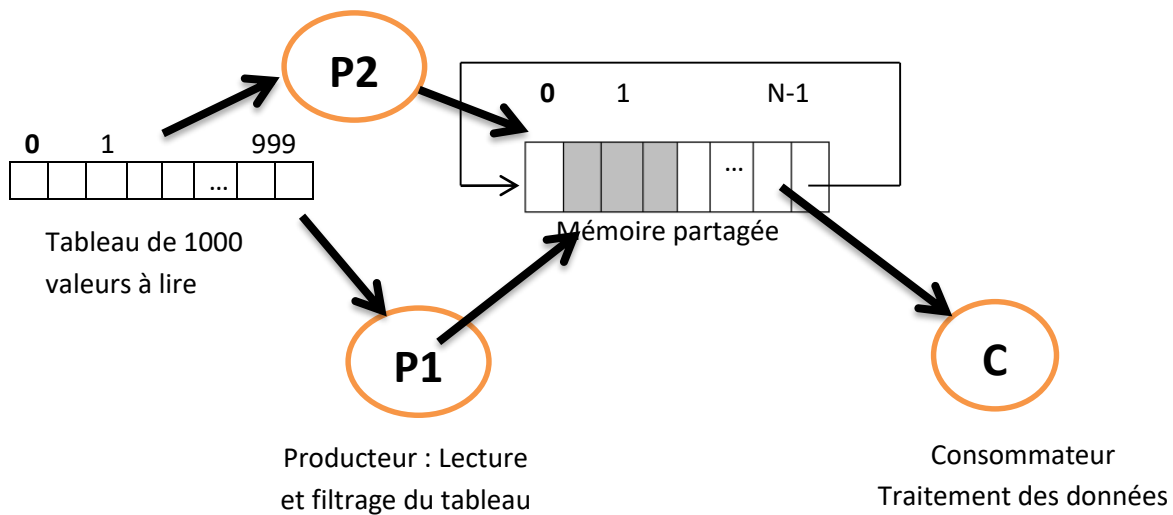 P2
0 1 N-1
0 1 999
...
...
Mémoire partagée
Tableau de 1000
valeurs à lire
P1
C
Producteur : Lecture
et filtrage du tableau
Consommateur
Traitement des données